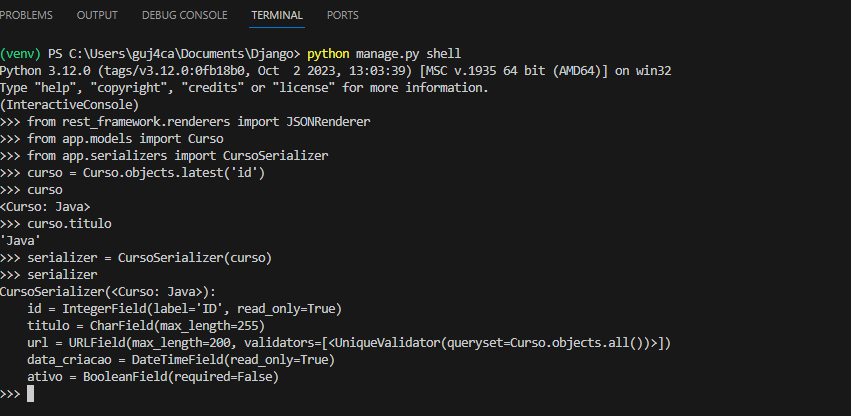 PROBLEMS OUTPUT DEBUG CONSOLE TERMINAL PORTS
(venv) PS C:\Users\guj4ca\Documents\Django> python manage.py shell
Python 3.12.0 (tags/v3.12.0:0fb18b0, Oct  2 2023, 13:03:39) [MSC v.1935 64 bit (AMD64)] on win32
Type "help", "copyright", "credits" or "license" for more information.
(InteractiveConsole)
>>> from rest_framework.renderers import JSONRenderer
>>> from app.models import Curso
>>> from app.serializers import CursoSerializer
>>> curso = Curso.objects.latest('id')
>>> curso
<Curso: Java>
>>> curso.titulo
'Java'
>>> serializer = CursoSerializer(curso)
>>> serializer
CursoSerializer(<Curso: Java>):
    id = IntegerField(label='ID', read_only=True)
    titulo = CharField(max_length=255)
    url = URLField(max_length=200, validators=[<UniqueValidator(queryset=Curso.objects.all())>])
    data_criacao = DateTimeField(read_only=True)
    ativo = BooleanField(required=False)
>>>